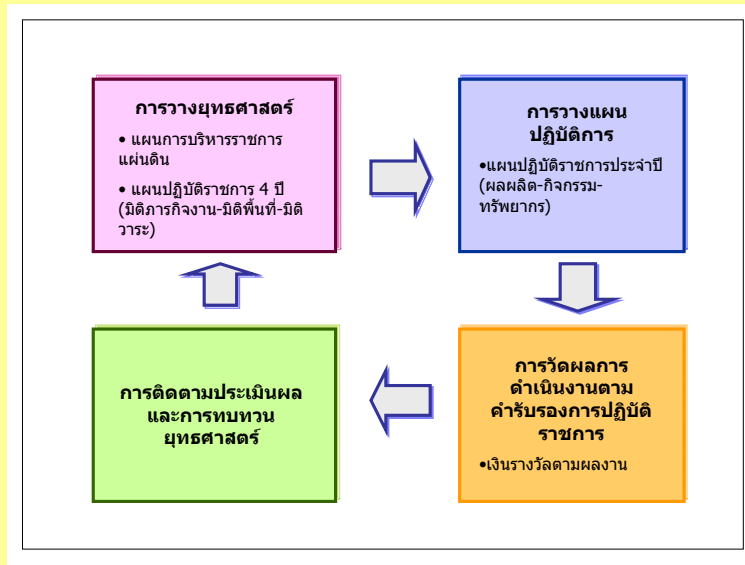 การวางยุทธศาสตร์
• แผนการบริหารราชการ
แผ่นดิน
• แผนปฏิบัติราชการ 4 ปี
(มิติภารกิจงาน-มิติพื้นที่-มิติ
วาระ)
การวางแผน
ปฏิบัติการ
•แผนปฏิบัติราชการประจำปี
(ผลผลิต-กิจกรรม-
ทรัพยากร)
การติดตามประเมินผล
และการทบทวน
ยุทธศาสตร์
การวัดผลการ
ดำเนินงานตาม
คำรับรองการปฏิบัติ
ราชการ
•เงินรางวัลตามผลงาน